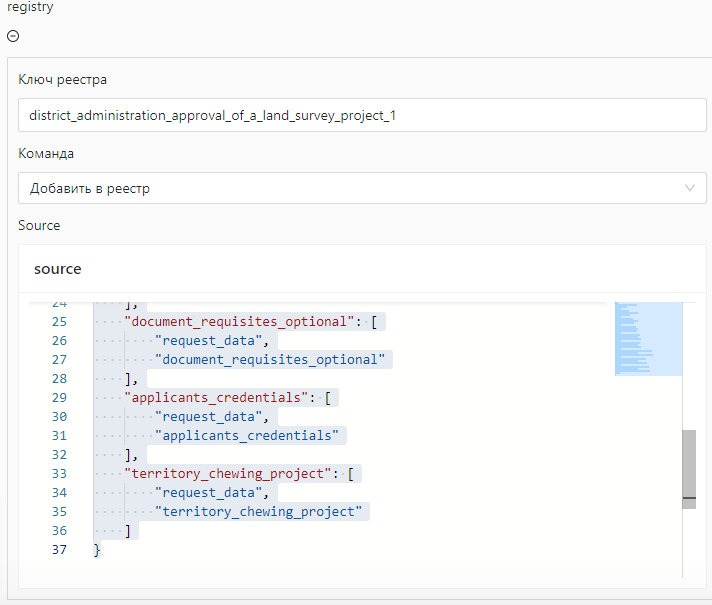 registry
Ключ реестра
district_administration_approval_of_a_land_survey_project_1
Команда
Добавить в реестр
Source
source
24 ],
25 "document_requisites_optional": [
26 "request_data",
27 "document_requisites_optional"
28 ],
29 "applicants_credentials": [
30 "request_data",
31 "applicants_credentials"
32 ],
33 "territory_chewing_project": [
34 "request_data",
35 "territory_chewing_project"
36 ]
37 }